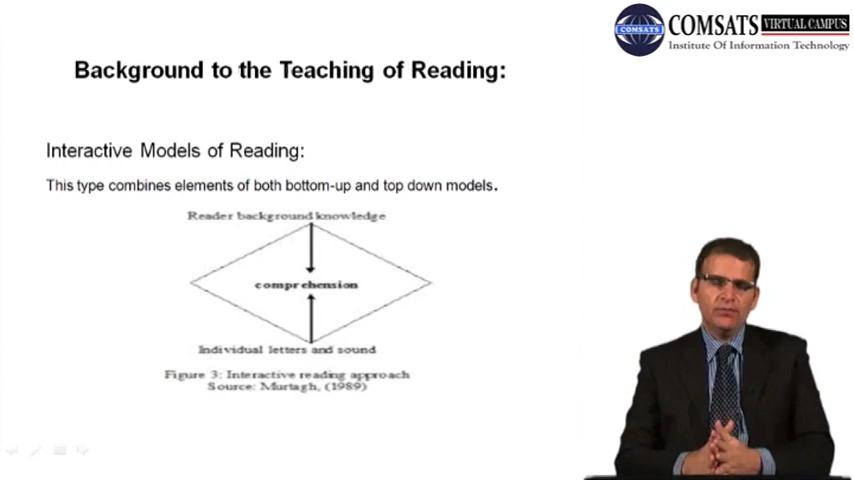 COMSATS VIRTUAL CAMPUS
COMSATS
Institute Of Information Technology
Background to the Teaching of Reading:
Interactive Models of Reading:
This type combines elements of both bottom-up and top down models.
Reader background knowledge
comprehension
Individual letters and sound
Figure 3: Interactive reading approach
Source: Murtagh, (1989)